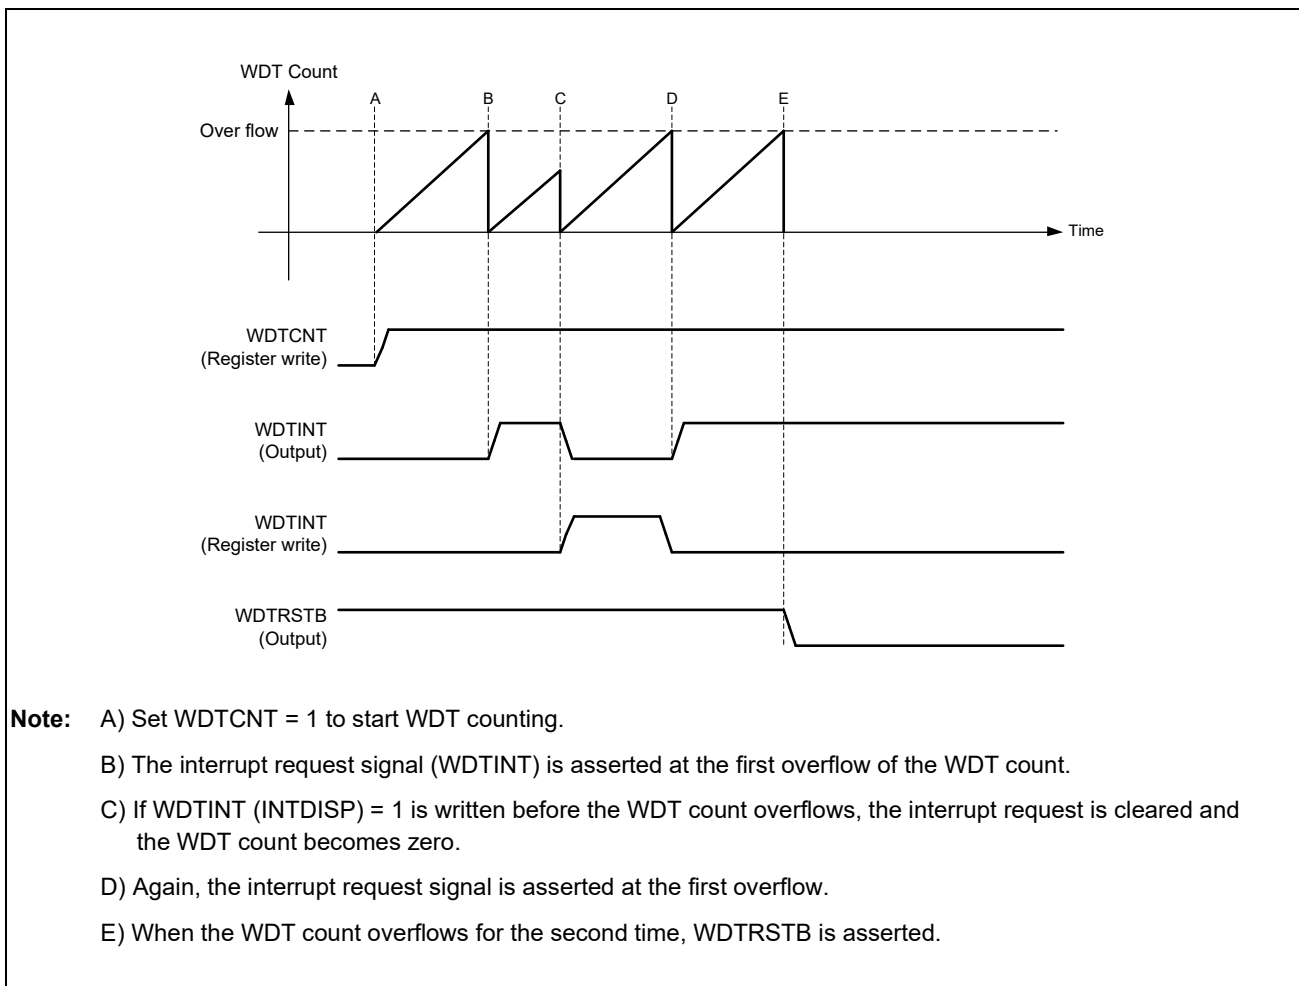 WDT Count
A B C D E
Over flow
Time
WDTCNT
(Register write)
WDTINT
(Output)
WDTINT
(Register write)
WDTRSTB
(Output)
Note: A) Set WDTCNT = 1 to start WDT counting.
B) The interrupt request signal (WDTINT) is asserted at the first overflow of the WDT count.
C) If WDTINT (INTDISP) = 1 is written before the WDT count overflows, the interrupt request is cleared and
the WDT count becomes zero.
D) Again, the interrupt request signal is asserted at the first overflow.
E) When the WDT count overflows for the second time, WDTRSTB is asserted.